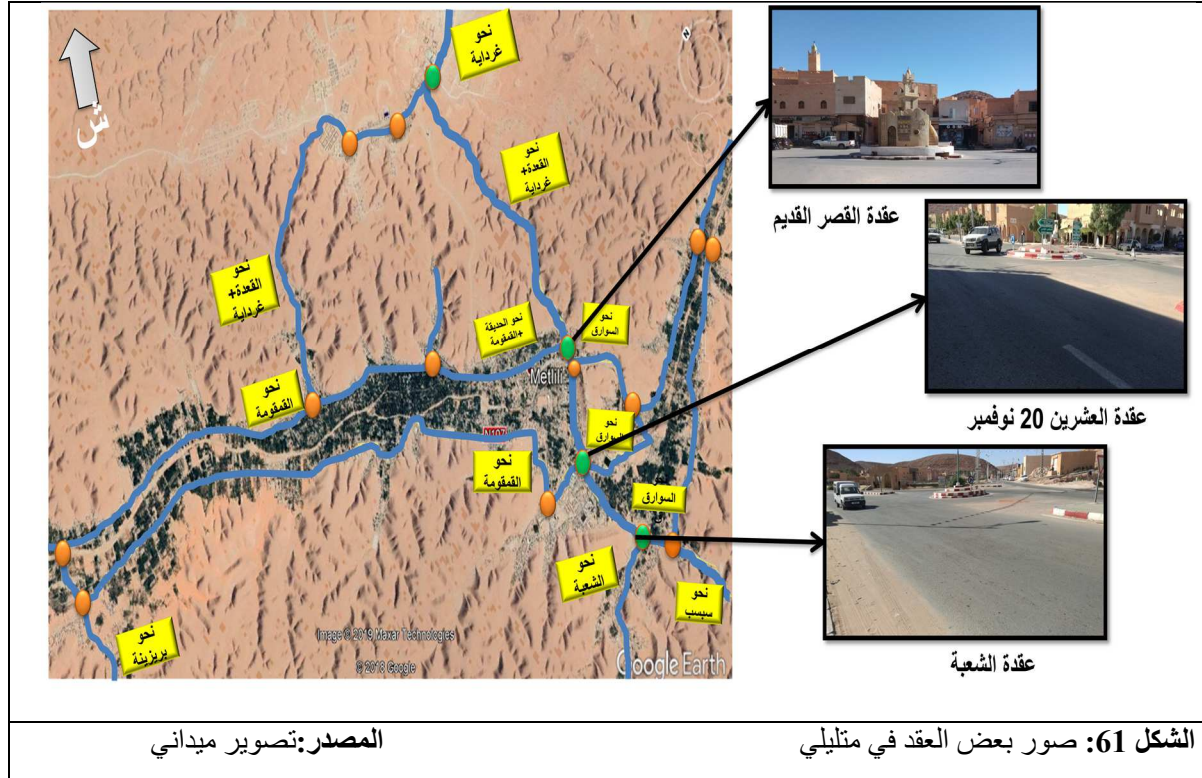 نحو
غرداية
ش
N
نحو
القعدة+
غرداية
نحو
القعدة+
غرداية
نحو الحديقة
+القمقومة
نحو
السوارق
Metlili
نحو
القمقومة
نحو
السوارق
N107
نحو
القمقومة
السوارق
نحو
الشعبة
نحو
سبسب
نحو
بريزينة
Image © 2019 Maxar Technologies
© 2018 Google
Google Earth
عقدة القصر القديم
عقدة العشرين 20 نوفمبر
عقدة الشعبة
الشكل 61: صور بعض العقد في متليلي
المصدر:تصوير ميداني